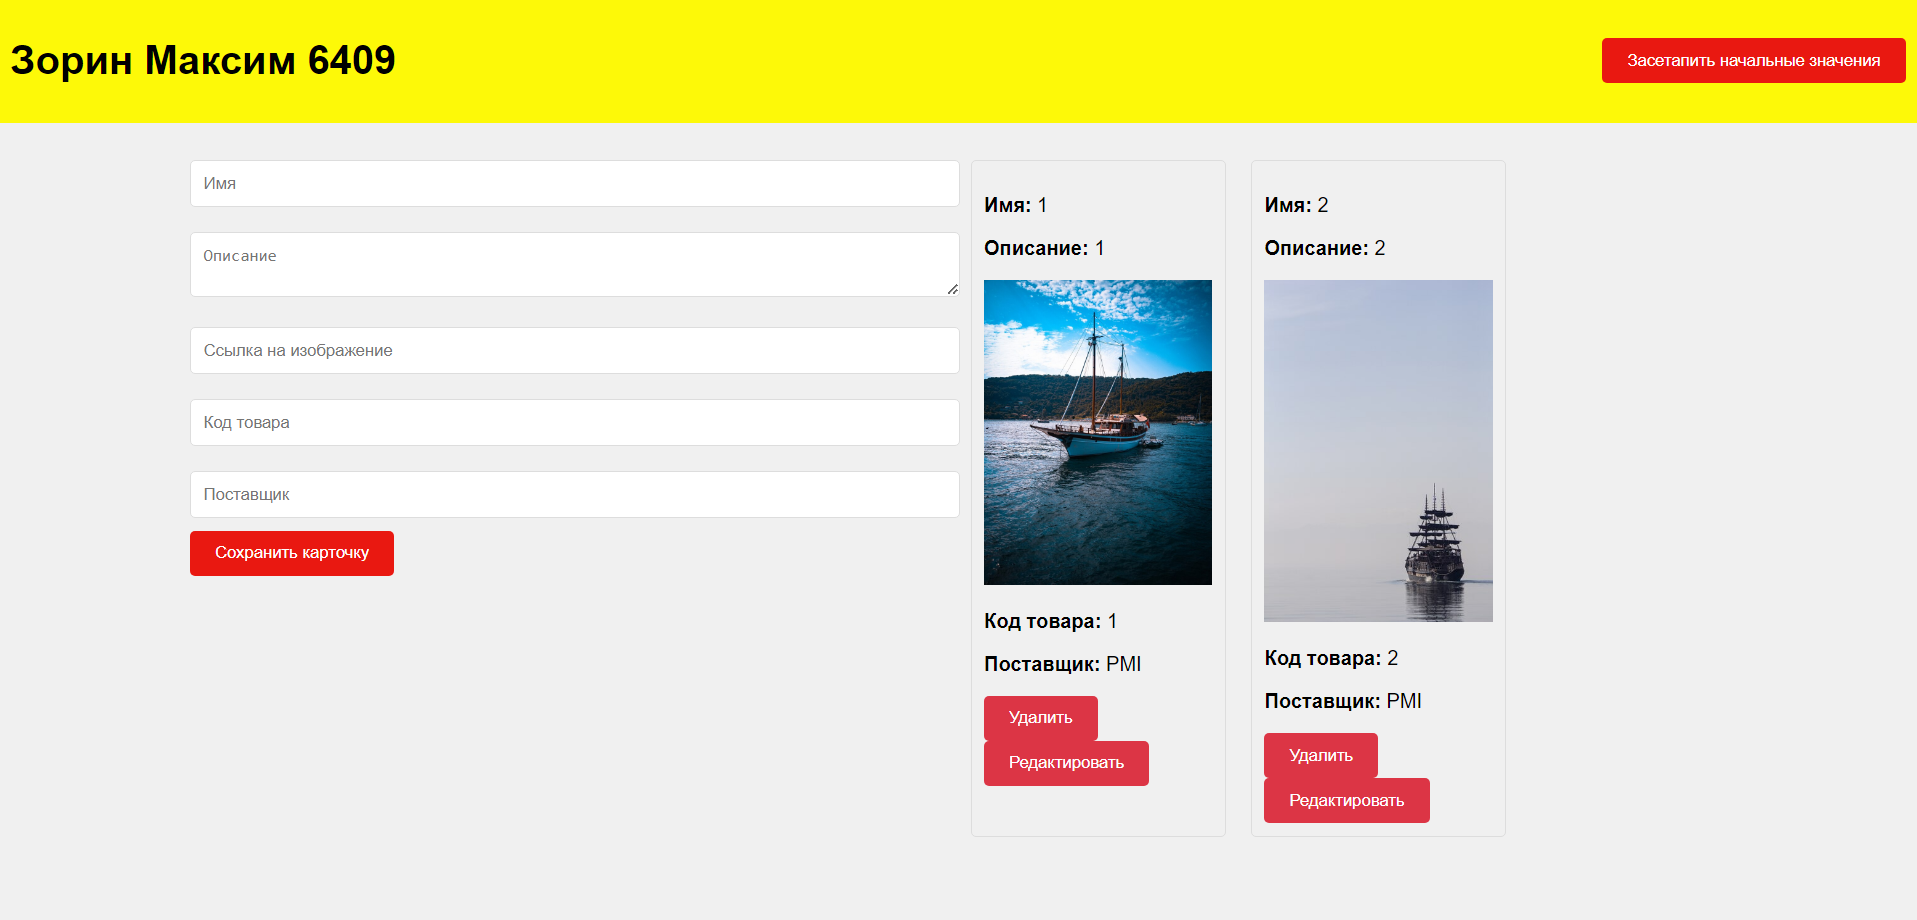 Зорин Максим 6409
Засетапить начальные значения
Имя
Описание
Ссылка на изображение
Код товара
Поставщик
Сохранить карточку
Имя: 1
Описание: 1
Код товара: 1
Поставщик: PMI
Удалить
Редактировать
Имя: 2
Описание: 2
Код товара: 2
Поставщик: PMI
Удалить
Редактировать